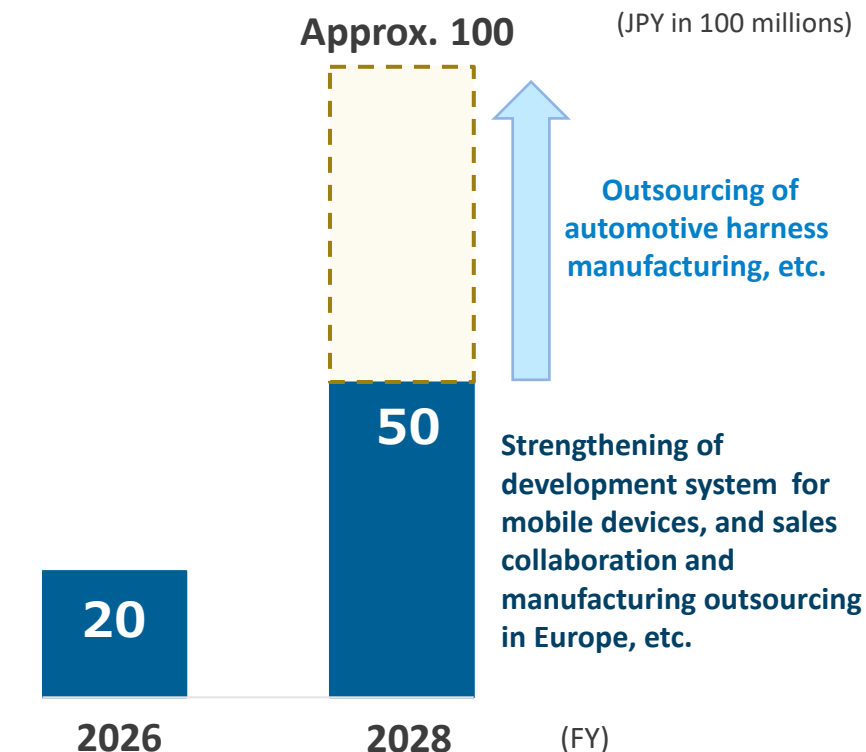 Approx. 100
(JPY in 100 millions)
Outsourcing of
automotive harness
manufacturing, etc.
50
Strengthening of
development system for
mobile devices, and sales
collaboration and
manufacturing outsourcing
in Europe, etc.
20
2026
2028
(FY)